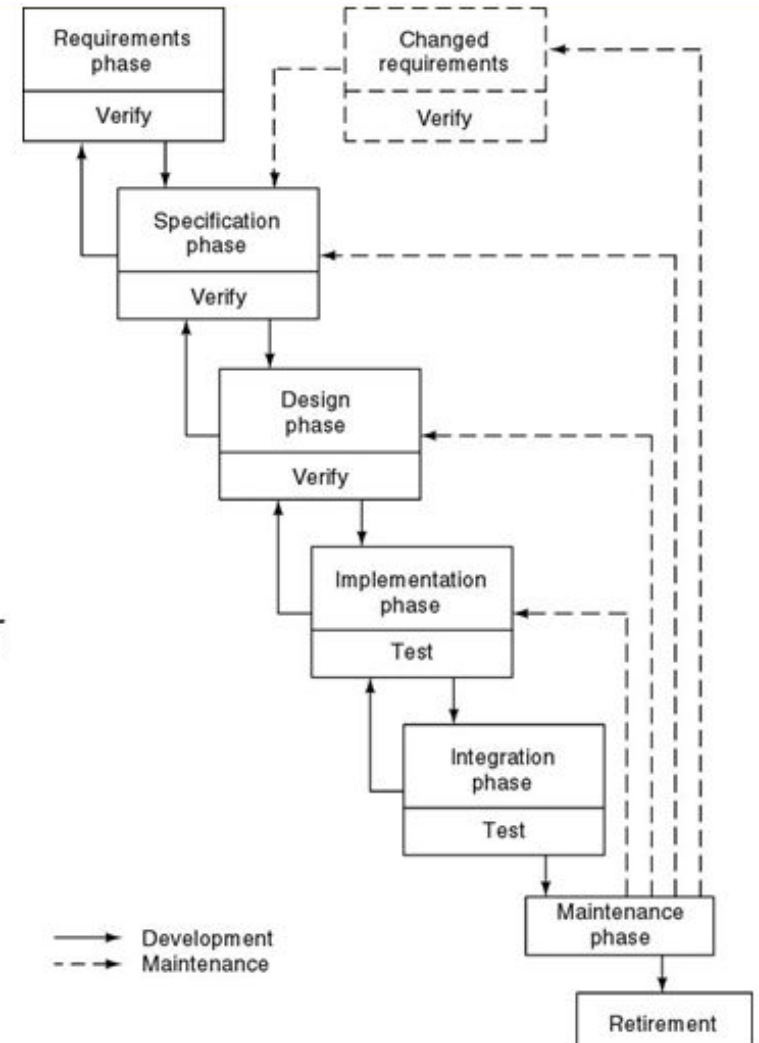 Requirements
phase
Verify
Changed
requirements
Verify
Specification
phase
Verify
Design
phase
Verify
Implementation
phase
Test
Integration
phase
Test
Maintenance
phase
Retirement
Development
Maintenance